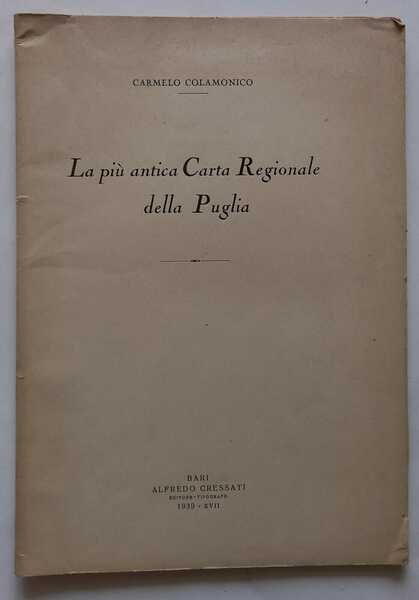 CARMELO COLAMONICO
La più antica Carta Regionale
della Puglia
BARI
ALFREDO CRESSATI
EDITORE-TIPOGRAFO
1939 - XVII